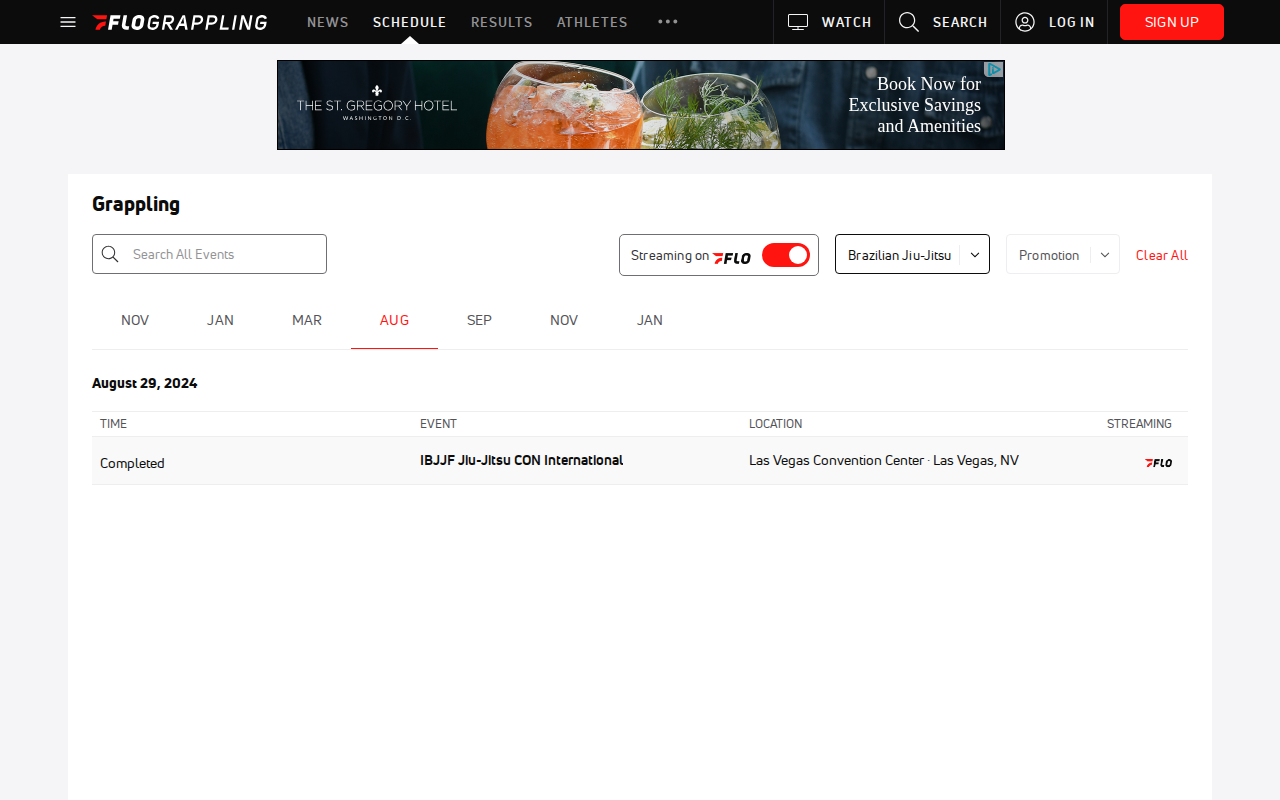 FLOGRAPPLING NEWS SCHEDULE RESULTS ATHLETES WATCH SEARCH LOG IN SIGN UP
THE ST. GREGORY HOTEL
WASHINGTON D.C.
Book Now for
Exclusive Savings
and Amenities
Grappling
Search All Events Streaming on FLO Brazilian Jiu-Jitsu Promotion Clear All
NOV JAN MAR AUG SEP NOV JAN
August 29, 2024
TIME EVENT LOCATION STREAMING
Completed IBJJF Jiu-Jitsu CON International Las Vegas Convention Center · Las Vegas, NV FLO